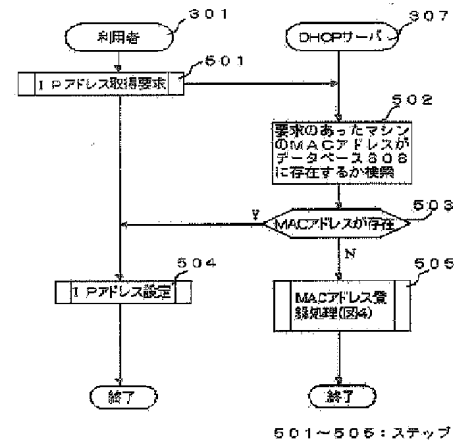 利用者
301
DHCPサーバ
307
IPアドレス取得要求
501
502
要求のあったマシン
のMACアドレスが
データベース308
に存在するか検索
503
MACアドレスが存在
Y
N
504
IPアドレス設定
505
MACアドレス登
録処理(図4)
終了
終了
501～505：ステップ